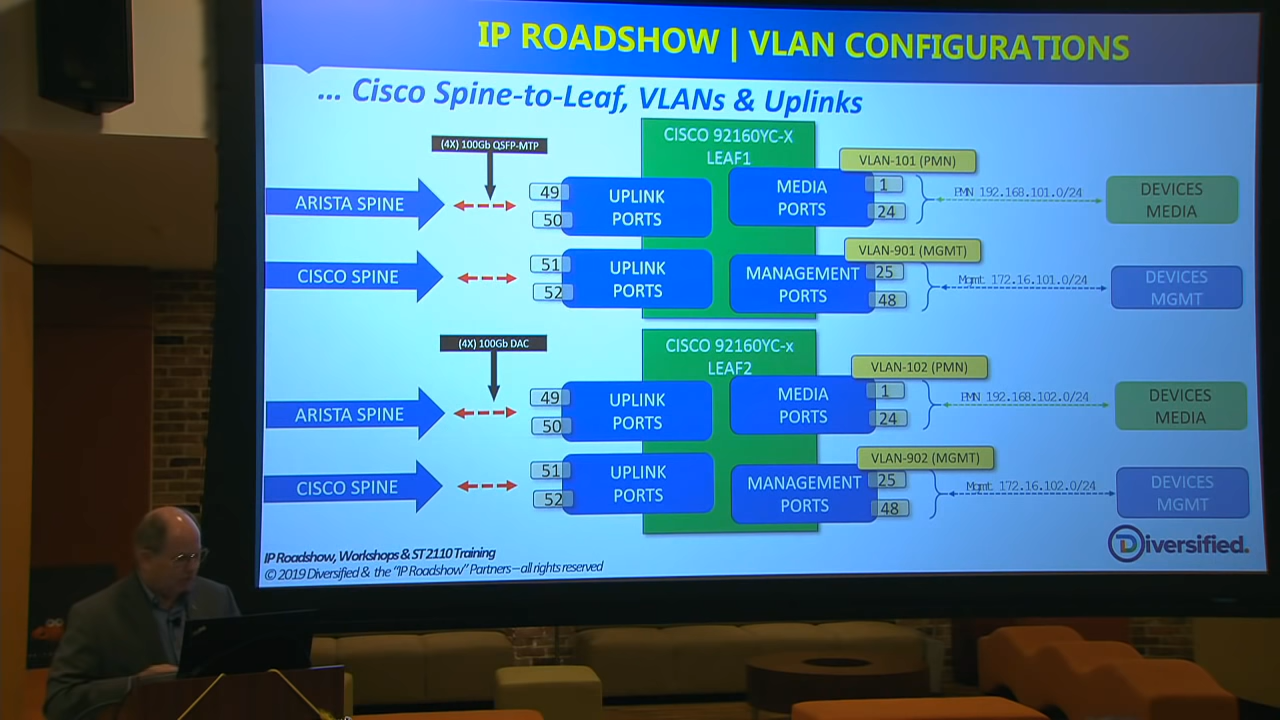 IP ROADSHOW | VLAN CONFIGURATIONS
... Cisco Spine-to-Leaf, VLANs & Uplinks
(4X) 100Gb QSFP-MTP
CISCO 92160YC-X
LEAF1
VLAN-101 (PMN)
ARISTA SPINE
49
50
UPLINK
PORTS
MEDIA
PORTS
1
24
PMN 192.168.101.0/24
DEVICES
MEDIA
VLAN-901 (MGMT)
CISCO SPINE
51
52
UPLINK
PORTS
MANAGEMENT
PORTS
25
48
Mgmt 172.16.101.0/24
DEVICES
MGMT
(4X) 100Gb DAC
CISCO 92160YC-x
LEAF2
VLAN-102 (PMN)
ARISTA SPINE
49
50
UPLINK
PORTS
MEDIA
PORTS
1
24
PMN 192.168.102.0/24
DEVICES
MEDIA
VLAN-902 (MGMT)
CISCO SPINE
51
52
UPLINK
PORTS
MANAGEMENT
PORTS
25
48
Mgmt 172.16.102.0/24
DEVICES
MGMT
IP Roadshow, Workshops & ST 2110 Training
© 2019 Diversified & the “IP Roadshow” Partners – all rights reserved
Diversified.